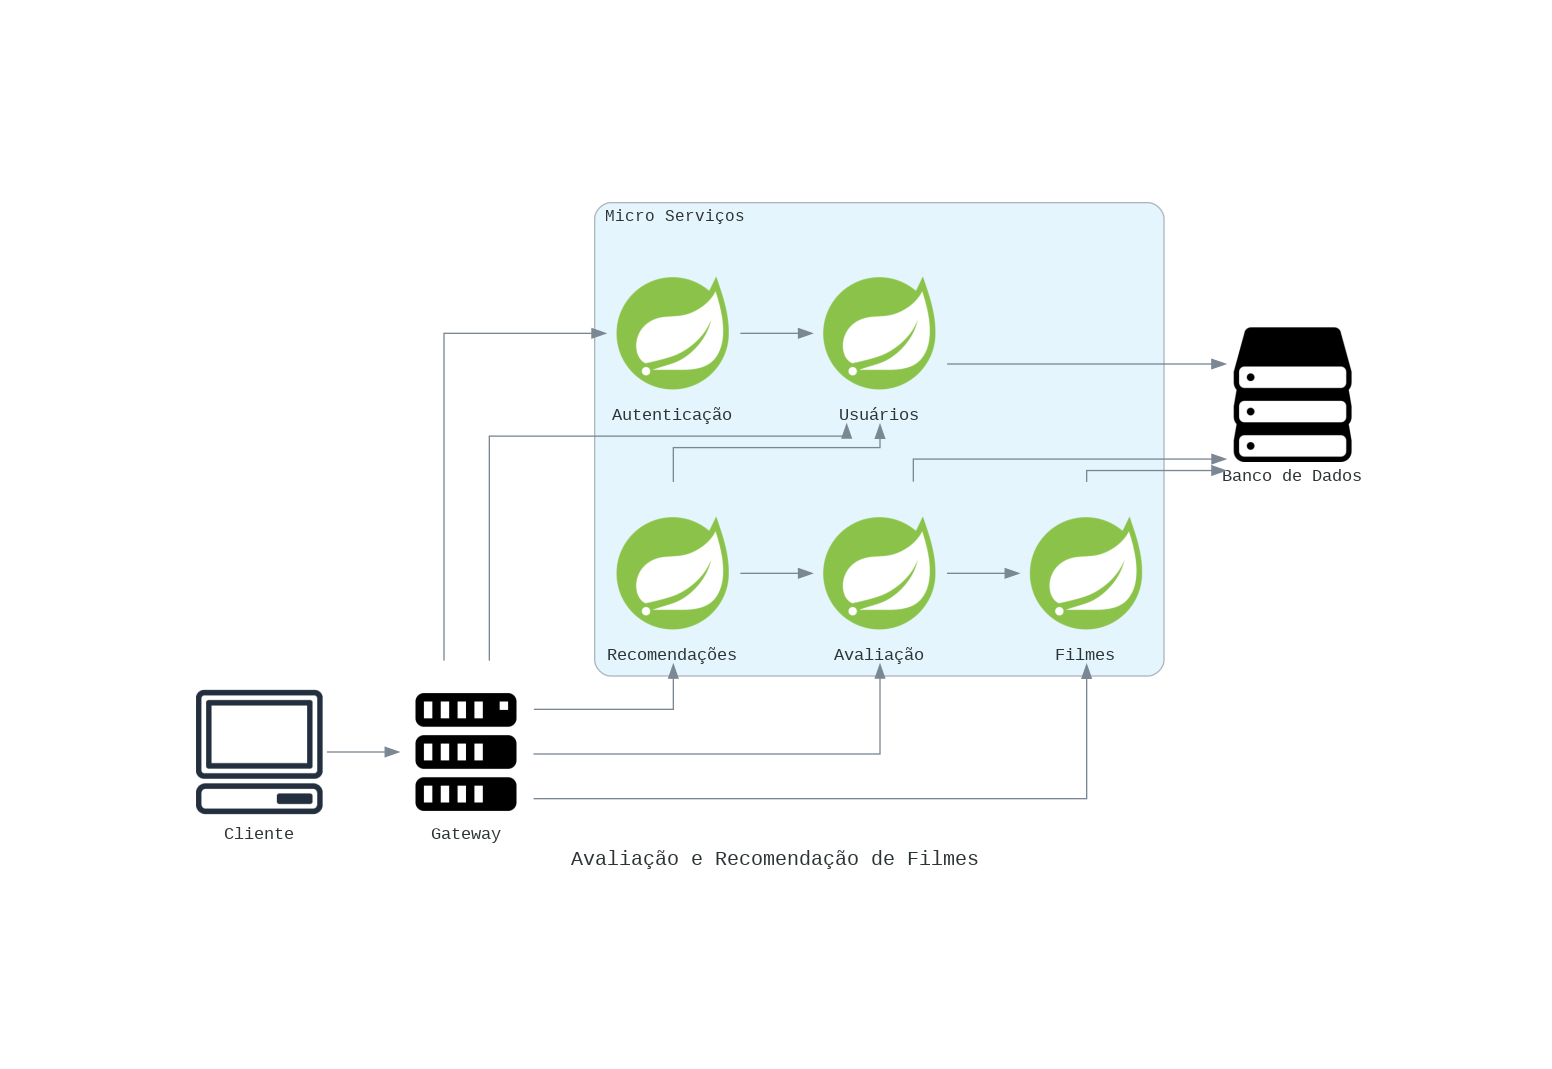 Micro Serviços
Autenticação
Usuários
Banco de Dados
Recomendações
Avaliação
Filmes
Cliente
Gateway
Avaliação e Recomendação de Filmes